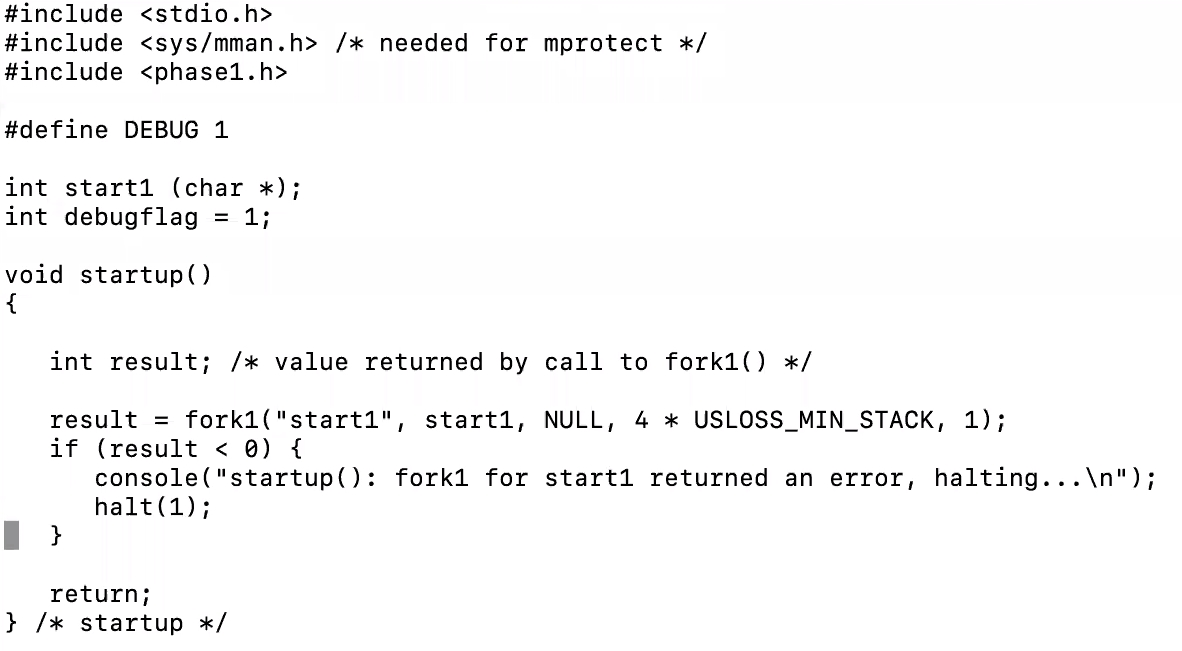 #include <stdio.h>
#include <sys/mman.h> /* needed for mprotect */
#include <phase1.h>
#define DEBUG 1
int start1 (char *);
int debugflag = 1;
void startup()
{
int result; /* value returned by call to fork1() */
result = fork1("start1", start1, NULL, 4 * USLOSS_MIN_STACK, 1);
if (result < 0) {
console("startup(): fork1 for start1 returned an error, halting...\n");
halt(1);
}
return;
} /* startup */